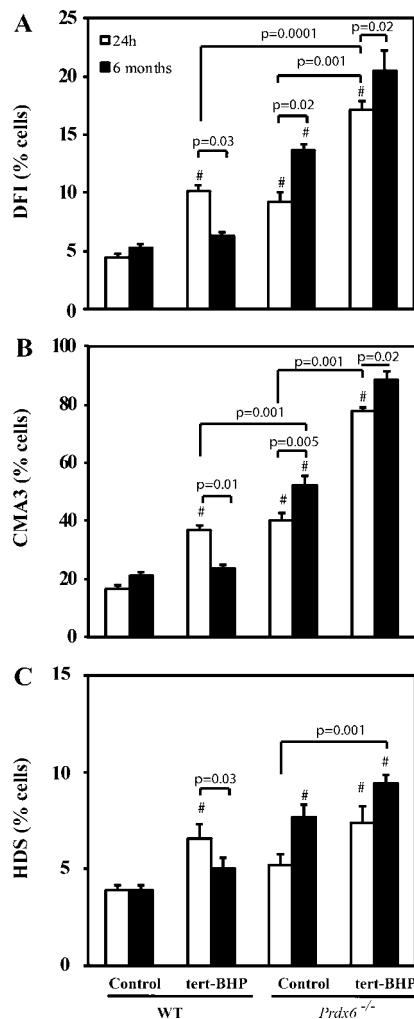 A
24h
6 months
p=0.0001
p=0.02
p=0.001
p=0.02
p=0.03
#
#
#
#
25
20
15
10
5
0
DFI (% cells)
B
p=0.001
p=0.02
p=0.001
p=0.005
p=0.01
#
#
#
#
100
80
60
40
20
0
CMA3 (% cells)
C
p=0.001
p=0.03
#
#
#
#
15
10
5
0
HDS (% cells)
Control tert-BHP Control tert-BHP
WT Prdx6 -/-